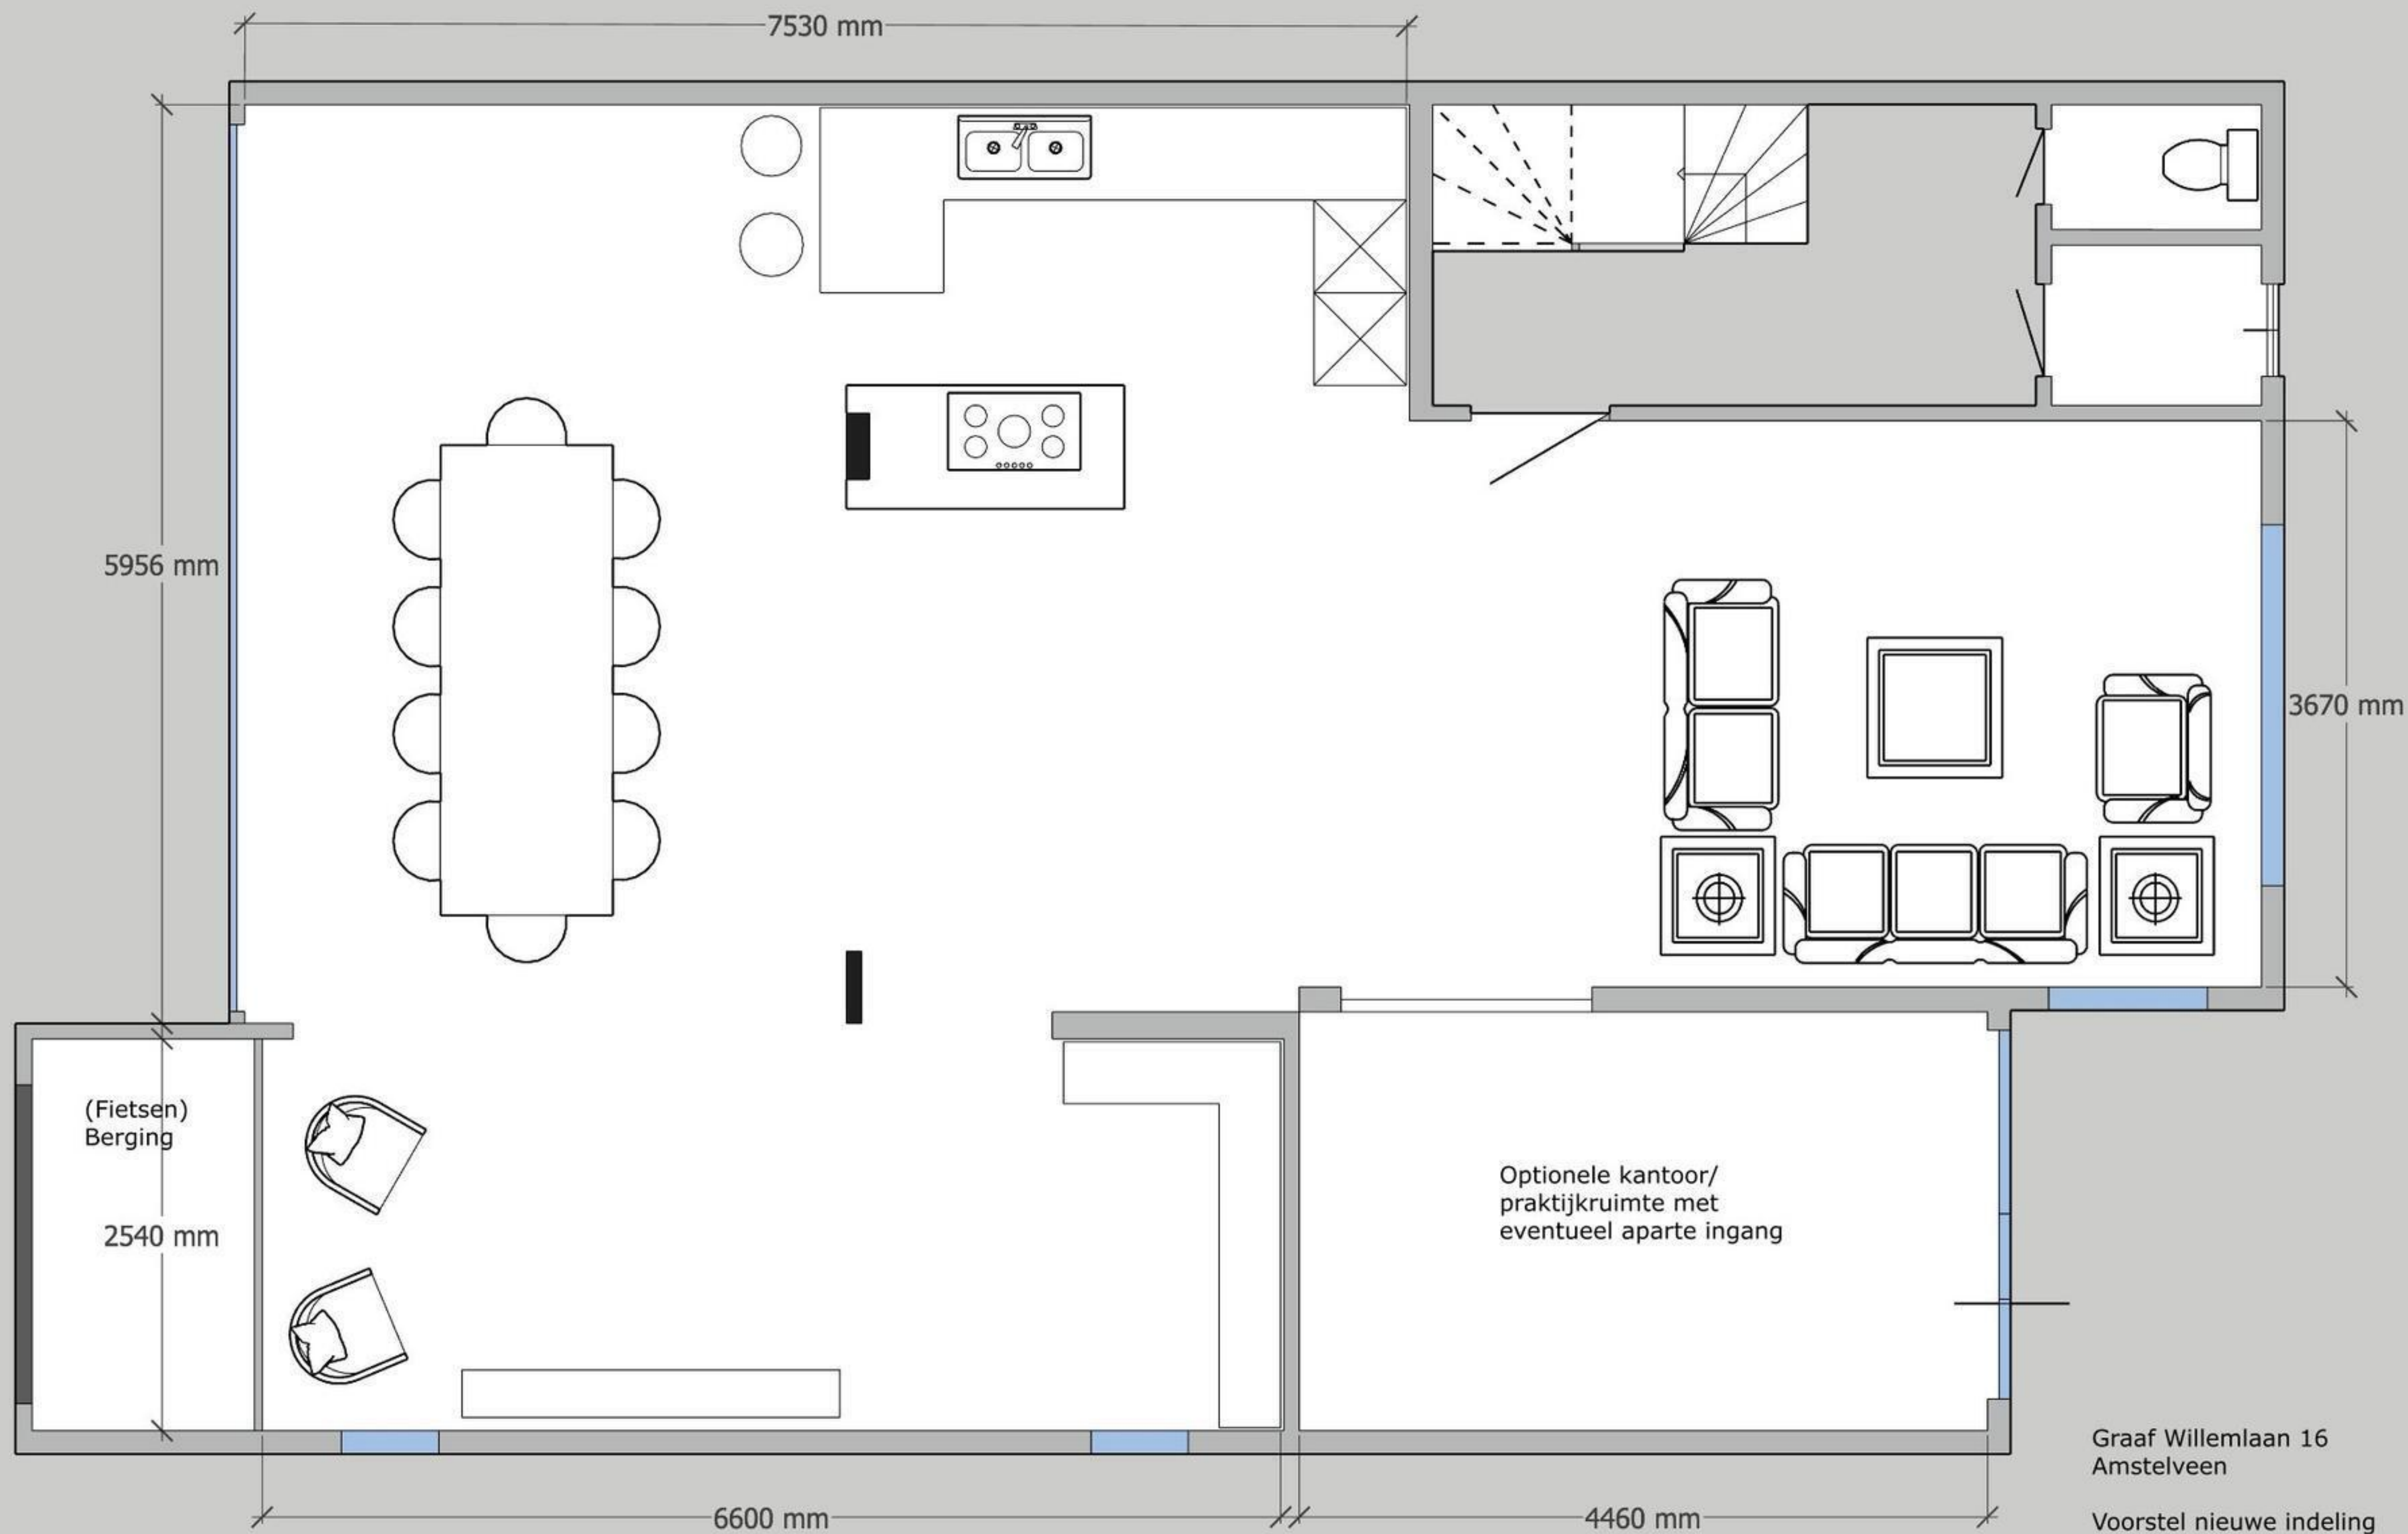 7530 mm
5956 mm
3670 mm
(Fietsen)
Berging
2540 mm
Optionele kantoor/
praktijkruimte met
eventueel aparte ingang
6600 mm
4460 mm
Graaf Willemlaan 16
Amstelveen
Voorstel nieuwe indeling